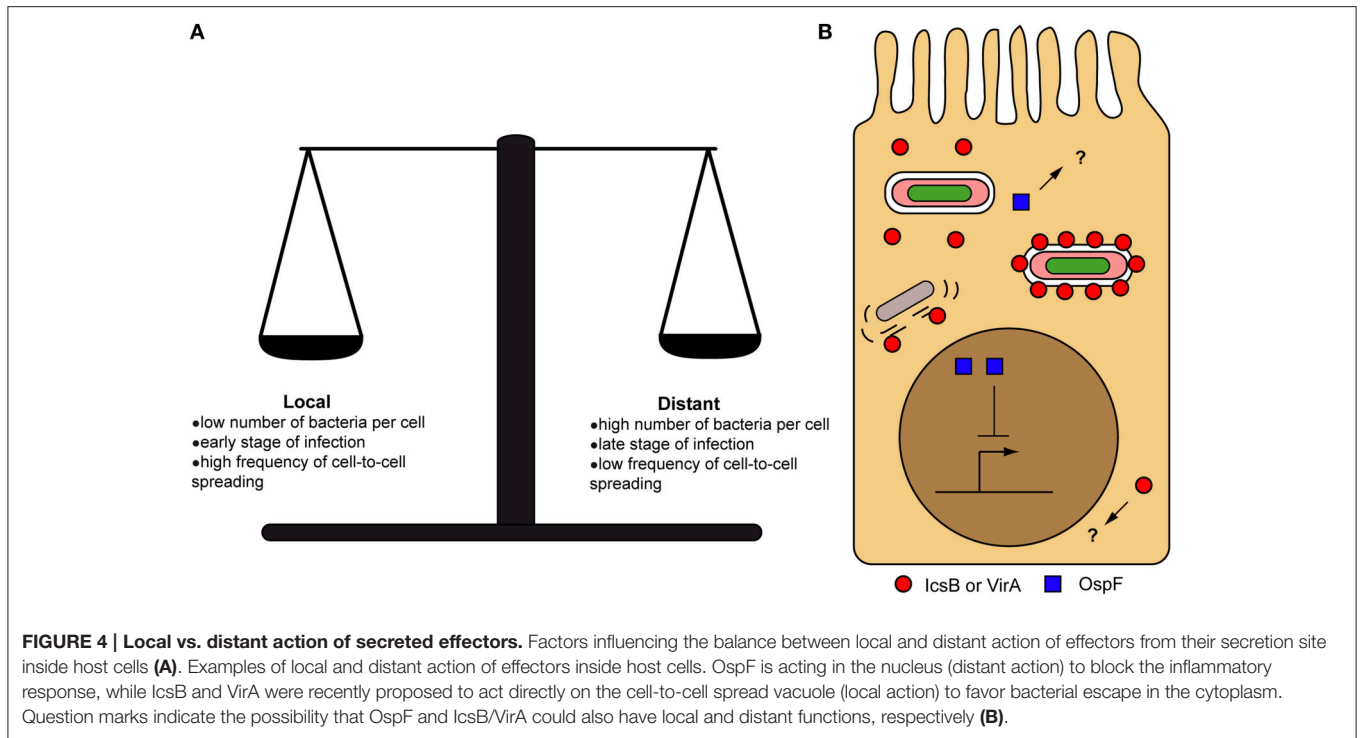 A
B
?
Local
●low number of bacteria per cell
●early stage of infection
●high frequency of cell-to-cell
spreading
Distant
●high number of bacteria per cell
●late stage of infection
●low frequency of cell-to-cell
spreading
?
IcsB or VirA
OspF
FIGURE 4 | Local vs. distant action of secreted effectors. Factors influencing the balance between local and distant action of effectors from their secretion site
inside host cells (A). Examples of local and distant action of effectors inside host cells. OspF is acting in the nucleus (distant action) to block the inflammatory
response, while IcsB and VirA were recently proposed to act directly on the cell-to-cell spread vacuole (local action) to favor bacterial escape in the cytoplasm.
Question marks indicate the possibility that OspF and IcsB/VirA could also have local and distant functions, respectively (B).